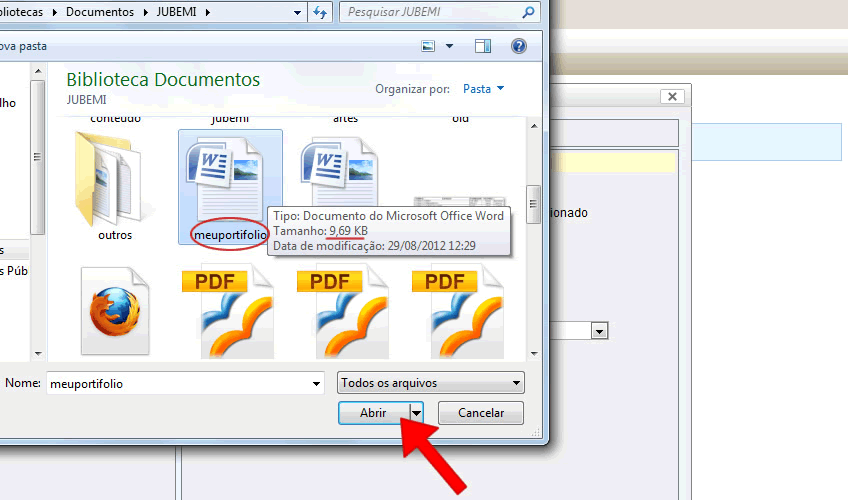 bliotecas ▸ Documentos ▸ JUBEMI ▸
Pesquisar JUBEMI
ova pasta
Biblioteca Documentos
JUBEMI
Organizar por: Pasta
lho
conteudo jubemi artes old
W W
outros
meuportifolio
Tipo: Documento do Microsoft Office Word
Tamanho: 9,69 KB
Data de modificação: 29/08/2012 12:29
ionado
s
s Púb
PDF PDF PDF
Nome: meuportifolio
Todos os arquivos
Abrir Cancelar